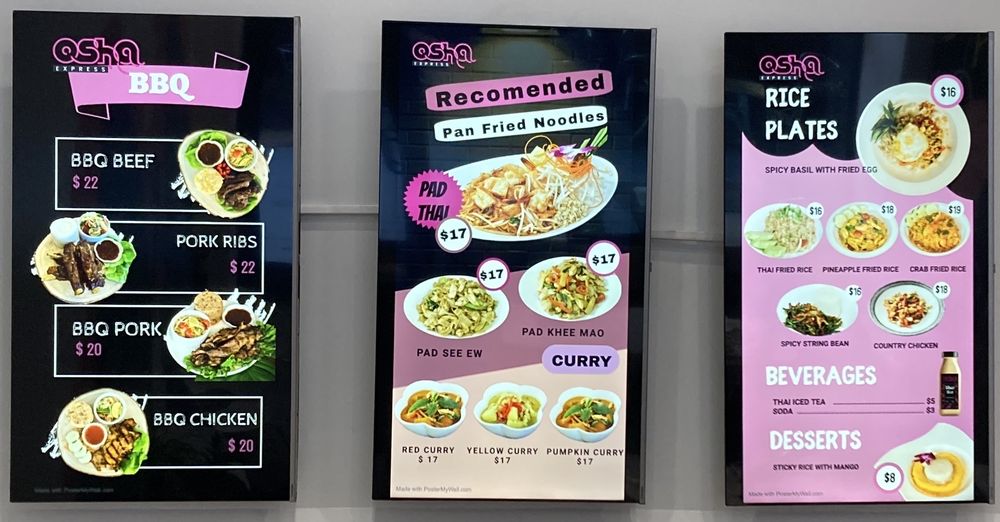 OSHA
EXPRESS
BBQ
BBQ BEEF
$ 22
PORK RIBS
$ 22
BBQ PORK
$ 20
BBQ CHICKEN
$ 20
Made with PosterMyWall.com
OSHA
EXPRESS
Recomended
Pan Fried Noodles
PAD
THAI
$17
$17
$17
PAD SEE EW
PAD KHEE MAO
CURRY
RED CURRY
$ 17
YELLOW CURRY
$17
PUMPKIN CURRY
$17
Made with PosterMyWall.com
OSHA
EXPRESS
RICE
PLATES
$16
SPICY BASIL WITH FRIED EGG
$16
$18
$19
THAI FRIED RICE
PINEAPPLE FRIED RICE
CRAB FRIED RICE
$16
$18
SPICY STRING BEAN
COUNTRY CHICKEN
BEVERAGES
THAI ICED TEA $5
SODA $3
DESSERTS
STICKY RICE WITH MANGO
$8
Made with PosterMyWall.com